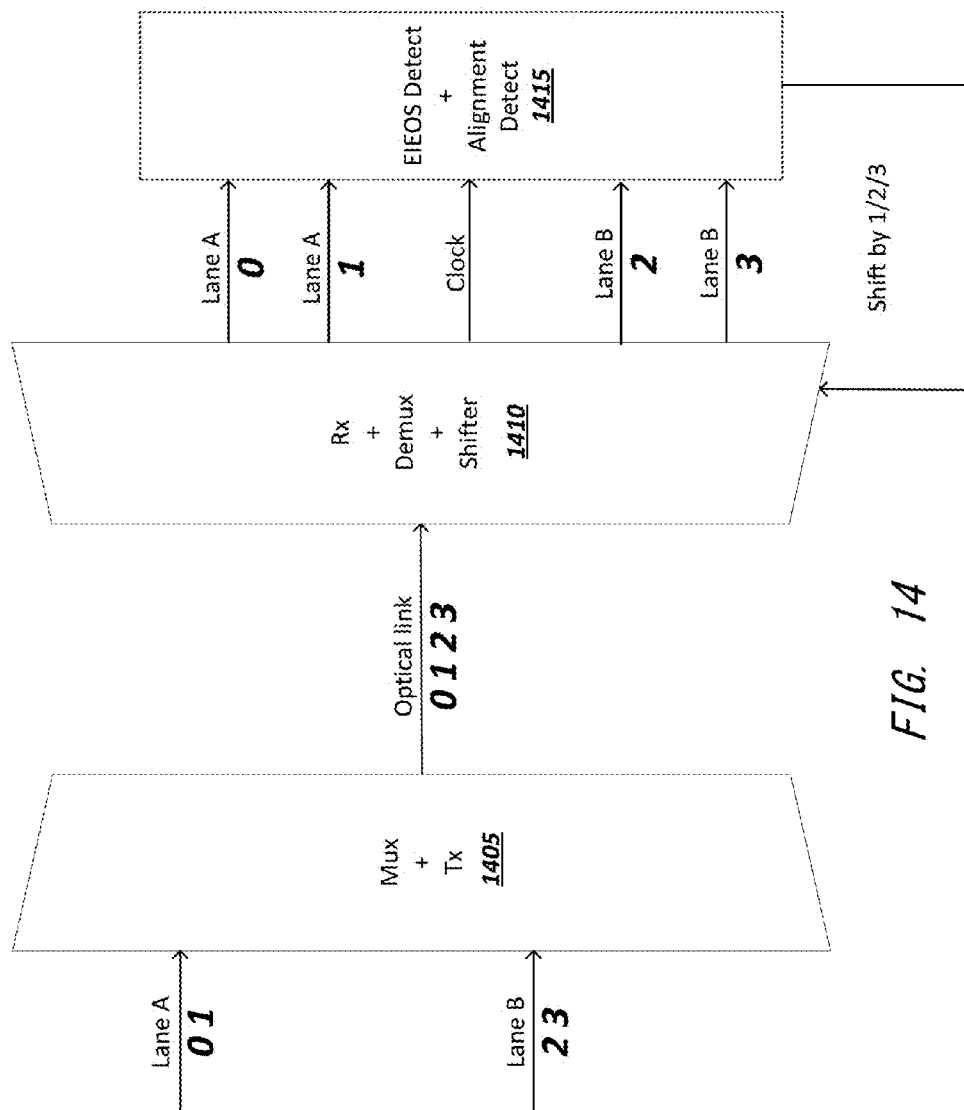 Lane A
0 1
Lane B
2 3
Mux
+
Tx
1405
Optical link
0 1 2 3
Rx
+
Demux
+
Shifter
1410
Lane A
0
Lane A
1
Clock
Lane B
2
Lane B
3
EIEOS Detect
+
Alignment
Detect
1415
Shift by 1/2/3
FIG. 14